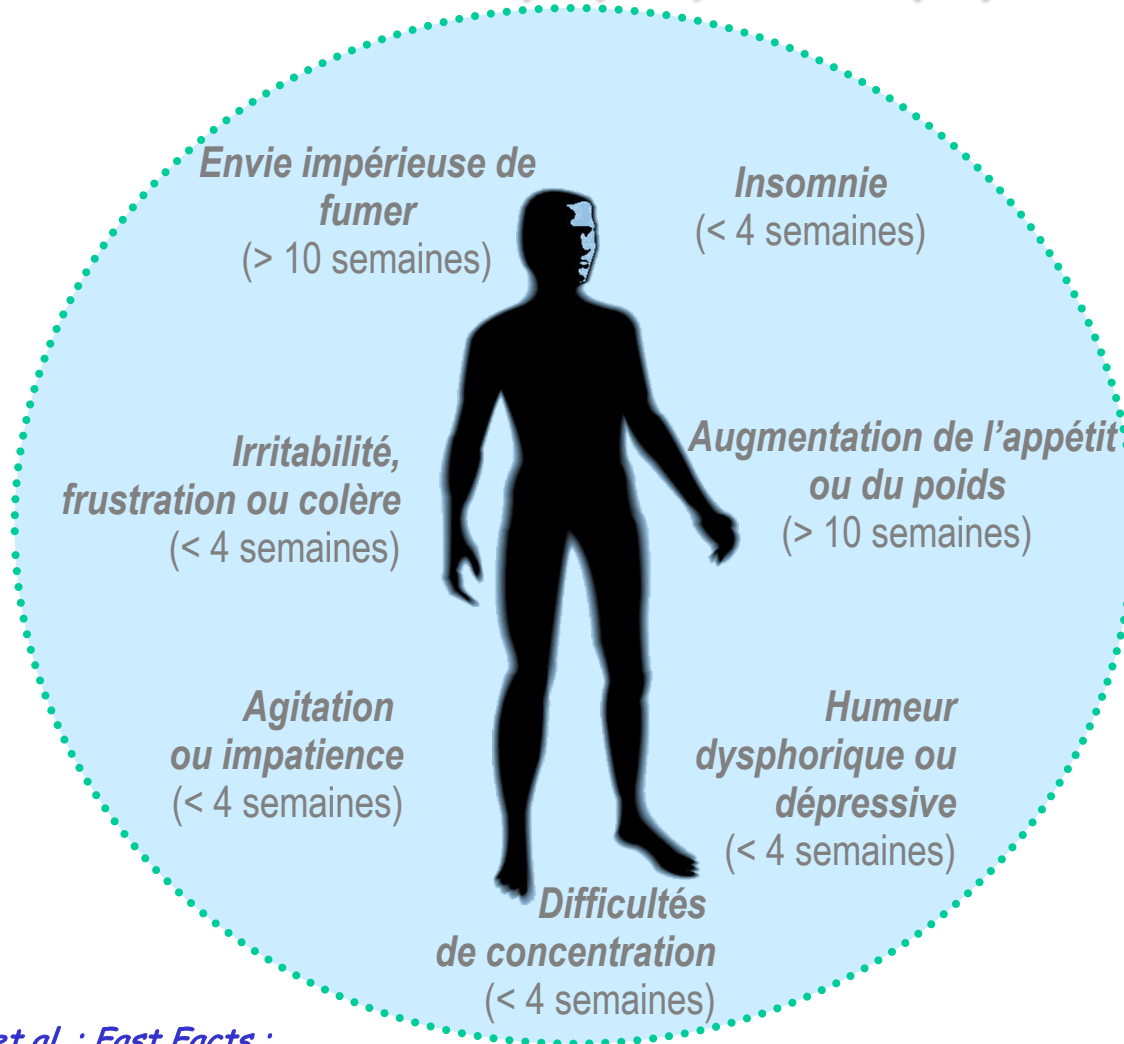 Envie impérieuse de
fumer
(> 10 semaines)
Insomnie
(< 4 semaines)
Irritabilité,
frustration ou colère
(< 4 semaines)
Augmentation de l’appétit
ou du poids
(> 10 semaines)
Agitation
ou impatience
(< 4 semaines)
Humeur
dysphorique ou
dépressive
(< 4 semaines)
Difficultés
de concentration
(< 4 semaines)
et al. : Fast Facts :